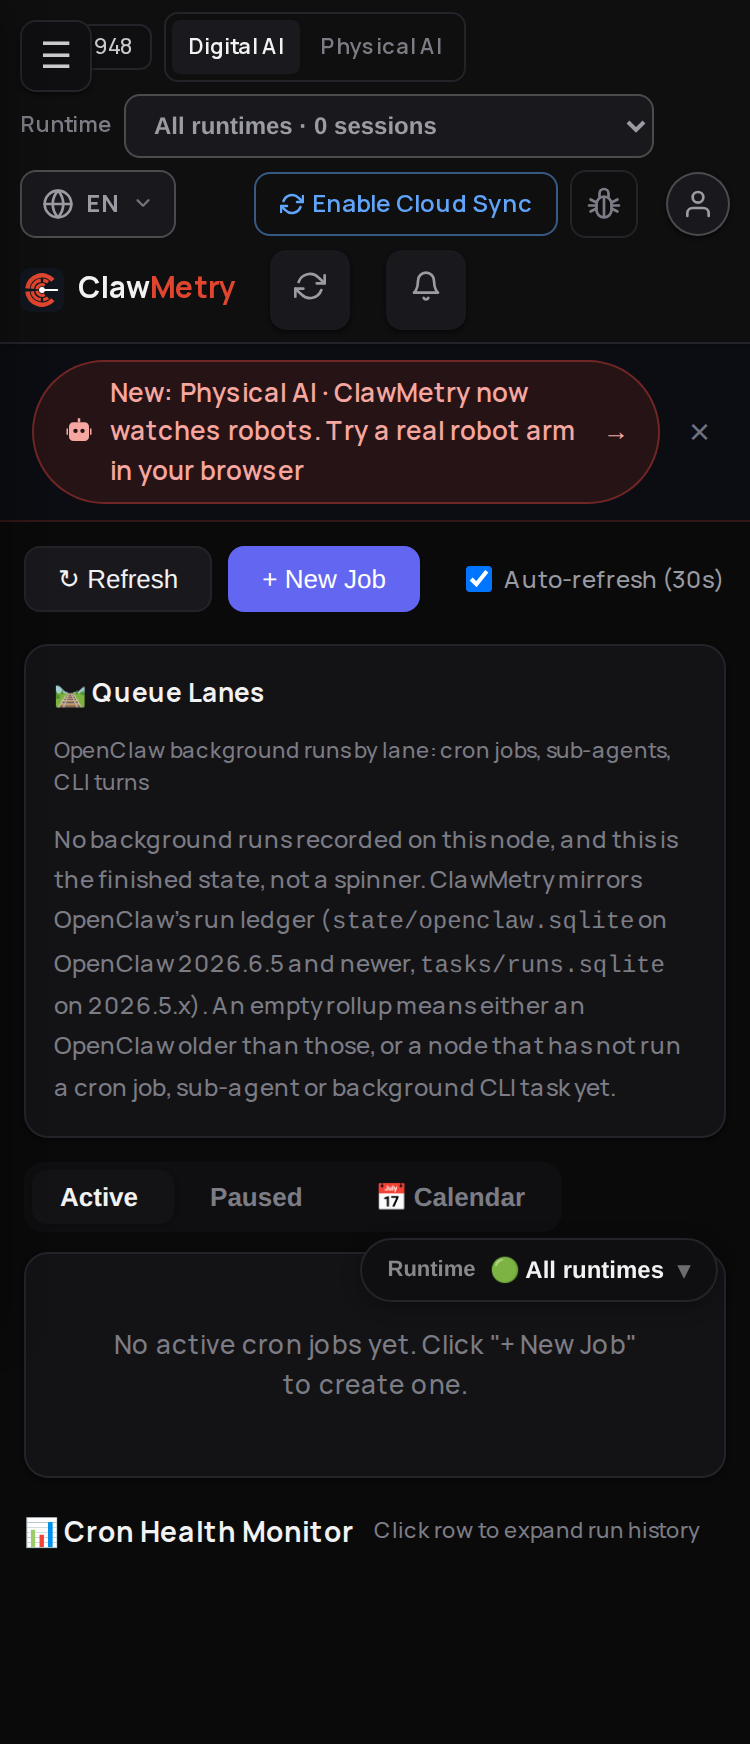 ☰ 948 Digital AI Physical AI
Runtime All runtimes · 0 sessions
EN Enable Cloud Sync
ClawMetry
New: Physical AI · ClawMetry now
watches robots. Try a real robot arm →
in your browser
×
↻ Refresh + New Job Auto-refresh (30s)
Queue Lanes
OpenClaw background runs by lane: cron jobs, sub-agents,
CLI turns
No background runs recorded on this node, and this is
the finished state, not a spinner. ClawMetry mirrors
OpenClaw's run ledger (state/openclaw.sqlite on
OpenClaw 2026.6.5 and newer, tasks/runs.sqlite
on 2026.5.x). An empty rollup means either an
OpenClaw older than those, or a node that has not run
a cron job, sub-agent or background CLI task yet.
Active Paused 📅 Calendar
Runtime 🟢 All runtimes ▼
No active cron jobs yet. Click "+ New Job"
to create one.
📊 Cron Health Monitor Click row to expand run history